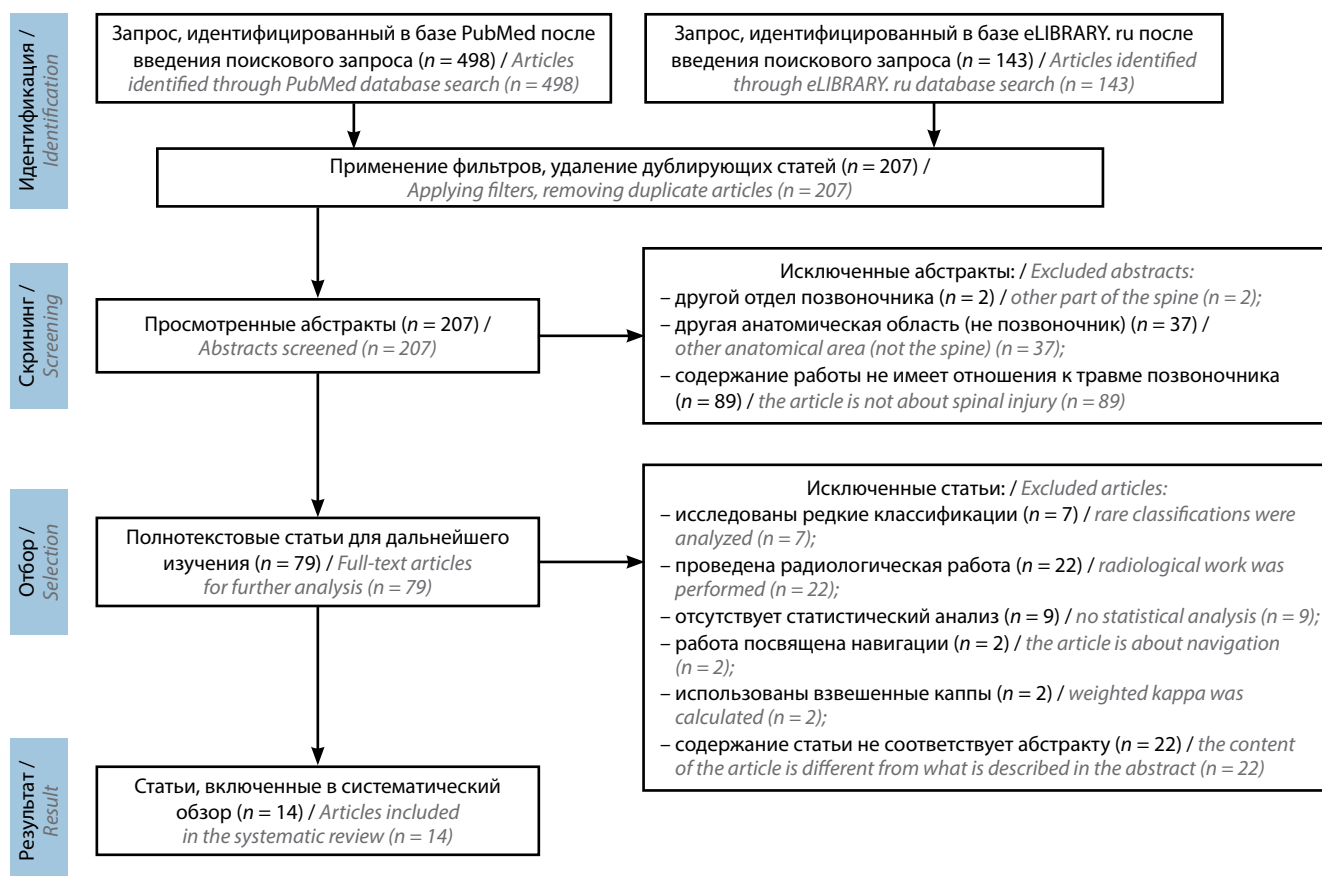 Идентификация /
Identification
Запрос, идентифицированный в базе PubMed после
введения поискового запроса (n = 498) / Articles
identified through PubMed database search (n = 498)
Запрос, идентифицированный в базе eLIBRARY. ru после
введения поискового запроса (n = 143) / Articles identified
through eLIBRARY. ru database search (n = 143)
Применение фильтров, удаление дублирующих статей (n = 207) /
Applying filters, removing duplicate articles (n = 207)
Скрининг /
Screening
Просмотренные абстракты (n = 207) /
Abstracts screened (n = 207)
Исключенные абстракты: / Excluded abstracts:
– другой отдел позвоночника (n = 2) / other part of the spine (n = 2);
– другая анатомическая область (не позвоночник) (n = 37) /
other anatomical area (not the spine) (n = 37);
– содержание работы не имеет отношения к травме позвоночника
(n = 89) / the article is not about spinal injury (n = 89)
Отбор /
Selection
Полнотекстовые статьи для дальнейшего
изучения (n = 79) / Full-text articles
for further analysis (n = 79)
Исключенные статьи: / Excluded articles:
– исследованы редкие классификации (n = 7) / rare classifications were
analyzed (n = 7);
– проведена радиологическая работа (n = 22) / radiological work was
performed (n = 22);
– отсутствует статистический анализ (n = 9) / no statistical analysis (n = 9);
– работа посвящена навигации (n = 2) / the article is about navigation
(n = 2);
– использованы взвешенные каппы (n = 2) / weighted kappa was
calculated (n = 2);
– содержание статьи не соответствует абстракту (n = 22) / the content
of the article is different from what is described in the abstract (n = 22)
Результат /
Result
Статьи, включенные в систематический
обзор (n = 14) / Articles included
in the systematic review (n = 14)